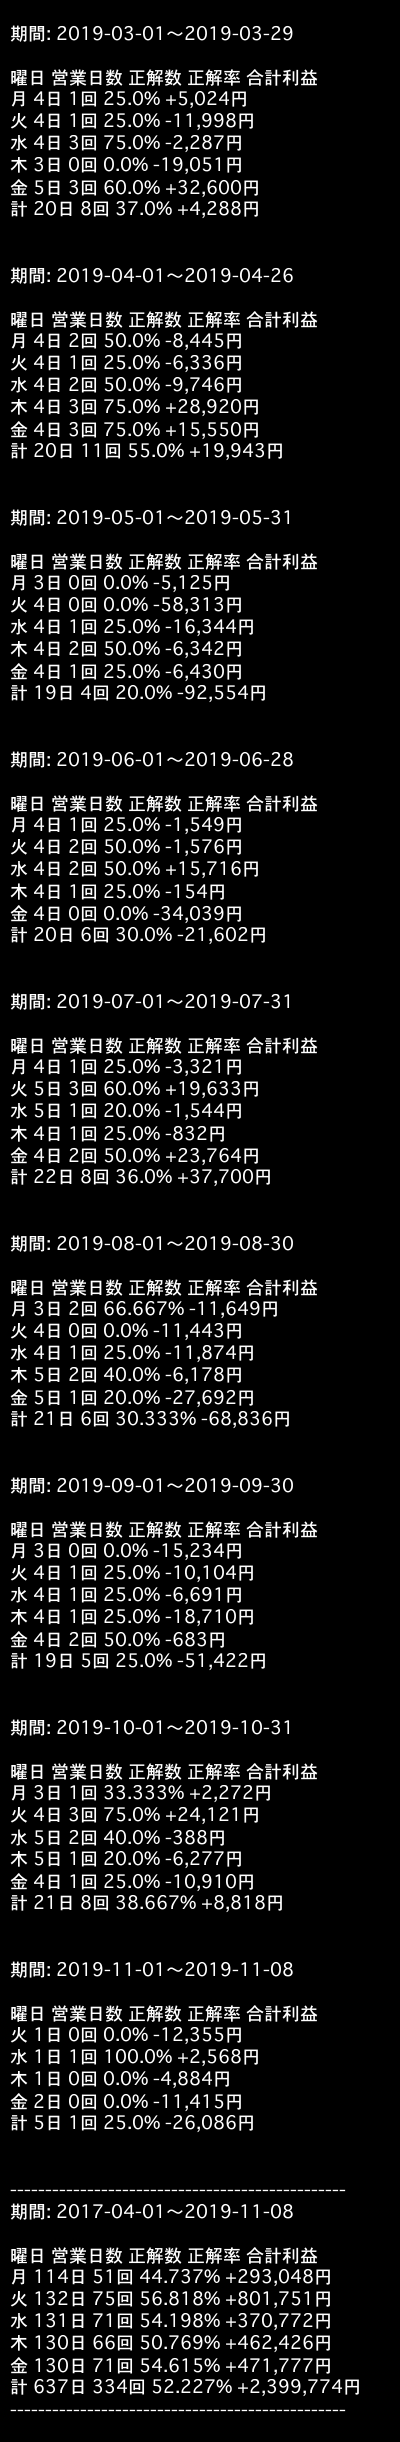 期間: 2019-03-01〜2019-03-29
曜日 営業日数 正解数 正解率 合計利益
月 4日 1回 25.0% +5,024円
火 4日 1回 25.0% -11,998円
水 4日 3回 75.0% -2,287円
木 3日 0回 0.0% -19,051円
金 5日 3回 60.0% +32,600円
計 20日 8回 37.0% +4,288円
期間: 2019-04-01〜2019-04-26
曜日 営業日数 正解数 正解率 合計利益
月 4日 2回 50.0% -8,445円
火 4日 1回 25.0% -6,336円
水 4日 2回 50.0% -9,746円
木 4日 3回 75.0% +28,920円
金 4日 3回 75.0% +15,550円
計 20日 11回 55.0% +19,943円
期間: 2019-05-01〜2019-05-31
曜日 営業日数 正解数 正解率 合計利益
月 3日 0回 0.0% -5,125円
火 4日 0回 0.0% -58,313円
水 4日 1回 25.0% -16,344円
木 4日 2回 50.0% -6,342円
金 4日 1回 25.0% -6,430円
計 19日 4回 20.0% -92,554円
期間: 2019-06-01〜2019-06-28
曜日 営業日数 正解数 正解率 合計利益
月 4日 1回 25.0% -1,549円
火 4日 2回 50.0% -1,576円
水 4日 2回 50.0% +15,716円
木 4日 1回 25.0% -154円
金 4日 0回 0.0% -34,039円
計 20日 6回 30.0% -21,602円
期間: 2019-07-01〜2019-07-31
曜日 営業日数 正解数 正解率 合計利益
月 4日 1回 25.0% -3,321円
火 5日 3回 60.0% +19,633円
水 5日 1回 20.0% -1,544円
木 4日 1回 25.0% -832円
金 4日 2回 50.0% +23,764円
計 22日 8回 36.0% +37,700円
期間: 2019-08-01〜2019-08-30
曜日 営業日数 正解数 正解率 合計利益
月 3日 2回 66.667% -11,649円
火 4日 0回 0.0% -11,443円
水 4日 1回 25.0% -11,874円
木 5日 2回 40.0% -6,178円
金 5日 1回 20.0% -27,692円
計 21日 6回 30.333% -68,836円
期間: 2019-09-01〜2019-09-30
曜日 営業日数 正解数 正解率 合計利益
月 3日 0回 0.0% -15,234円
火 4日 1回 25.0% -10,104円
水 4日 1回 25.0% -6,691円
木 4日 1回 25.0% -18,710円
金 4日 2回 50.0% -683円
計 19日 5回 25.0% -51,422円
期間: 2019-10-01〜2019-10-31
曜日 営業日数 正解数 正解率 合計利益
月 3日 1回 33.333% +2,272円
火 4日 3回 75.0% +24,121円
水 5日 2回 40.0% -388円
木 5日 1回 20.0% -6,277円
金 4日 1回 25.0% -10,910円
計 21日 8回 38.667% +8,818円
期間: 2019-11-01〜2019-11-08
曜日 営業日数 正解数 正解率 合計利益
火 1日 0回 0.0% -12,355円
水 1日 1回 100.0% +2,568円
木 1日 0回 0.0% -4,884円
金 2日 0回 0.0% -11,415円
計 5日 1回 25.0% -26,086円
------------------------------------------------
期間: 2017-04-01〜2019-11-08
曜日 営業日数 正解数 正解率 合計利益
月 114日 51回 44.737% +293,048円
火 132日 75回 56.818% +801,751円
水 131日 71回 54.198% +370,772円
木 130日 66回 50.769% +462,426円
金 130日 71回 54.615% +471,777円
計 637日 334回 52.227% +2,399,774円
------------------------------------------------